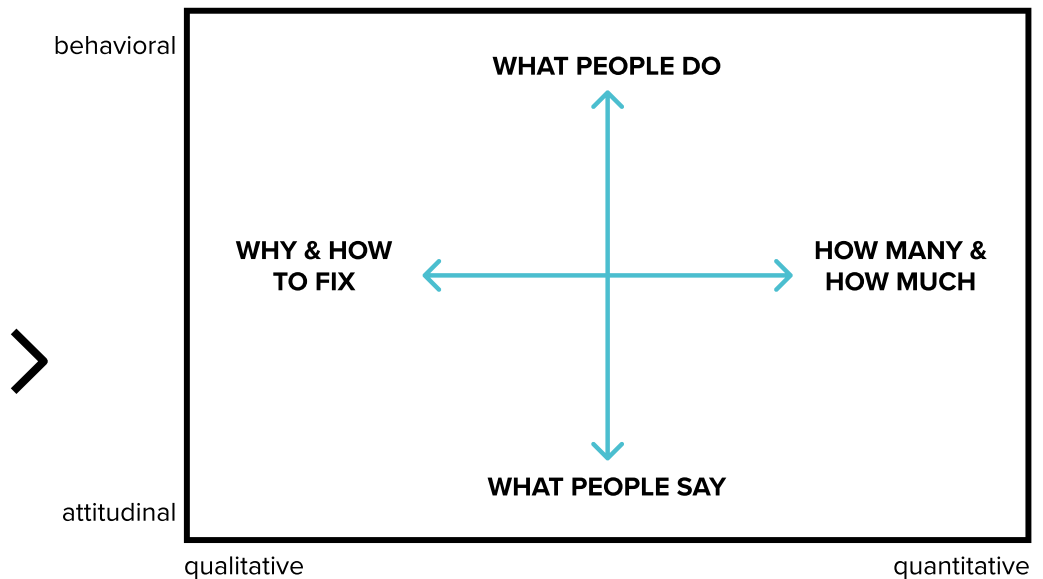 behavioral
WHAT PEOPLE DO
WHY & HOW
TO FIX
HOW MANY &
HOW MUCH
WHAT PEOPLE SAY
attitudinal
qualitative
quantitative